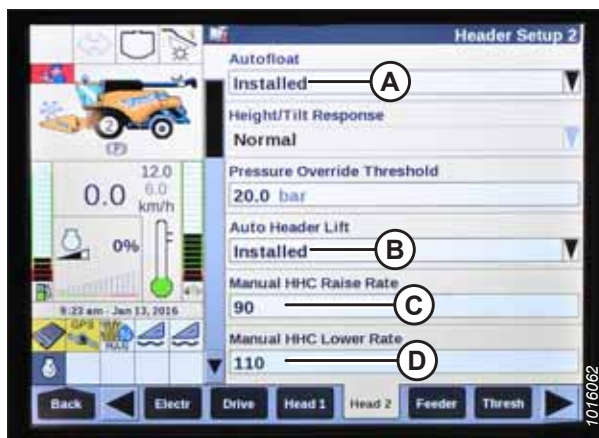 Header Setup 2
Autofloat
Installed
A
Height/Tilt Response
Normal
Pressure Override Threshold
20.0 bar
Auto Header Lift
Installed
B
Manual HHC Raise Rate
90
C
Manual HHC Lower Rate
110
D
2
(P)
0.0
12.0
6.0
km/h
0%
9:23 am - Jan 13, 2016
GPS
Back
Electr
Drive
Head 1
Head 2
Feeder
Thresh
1016062